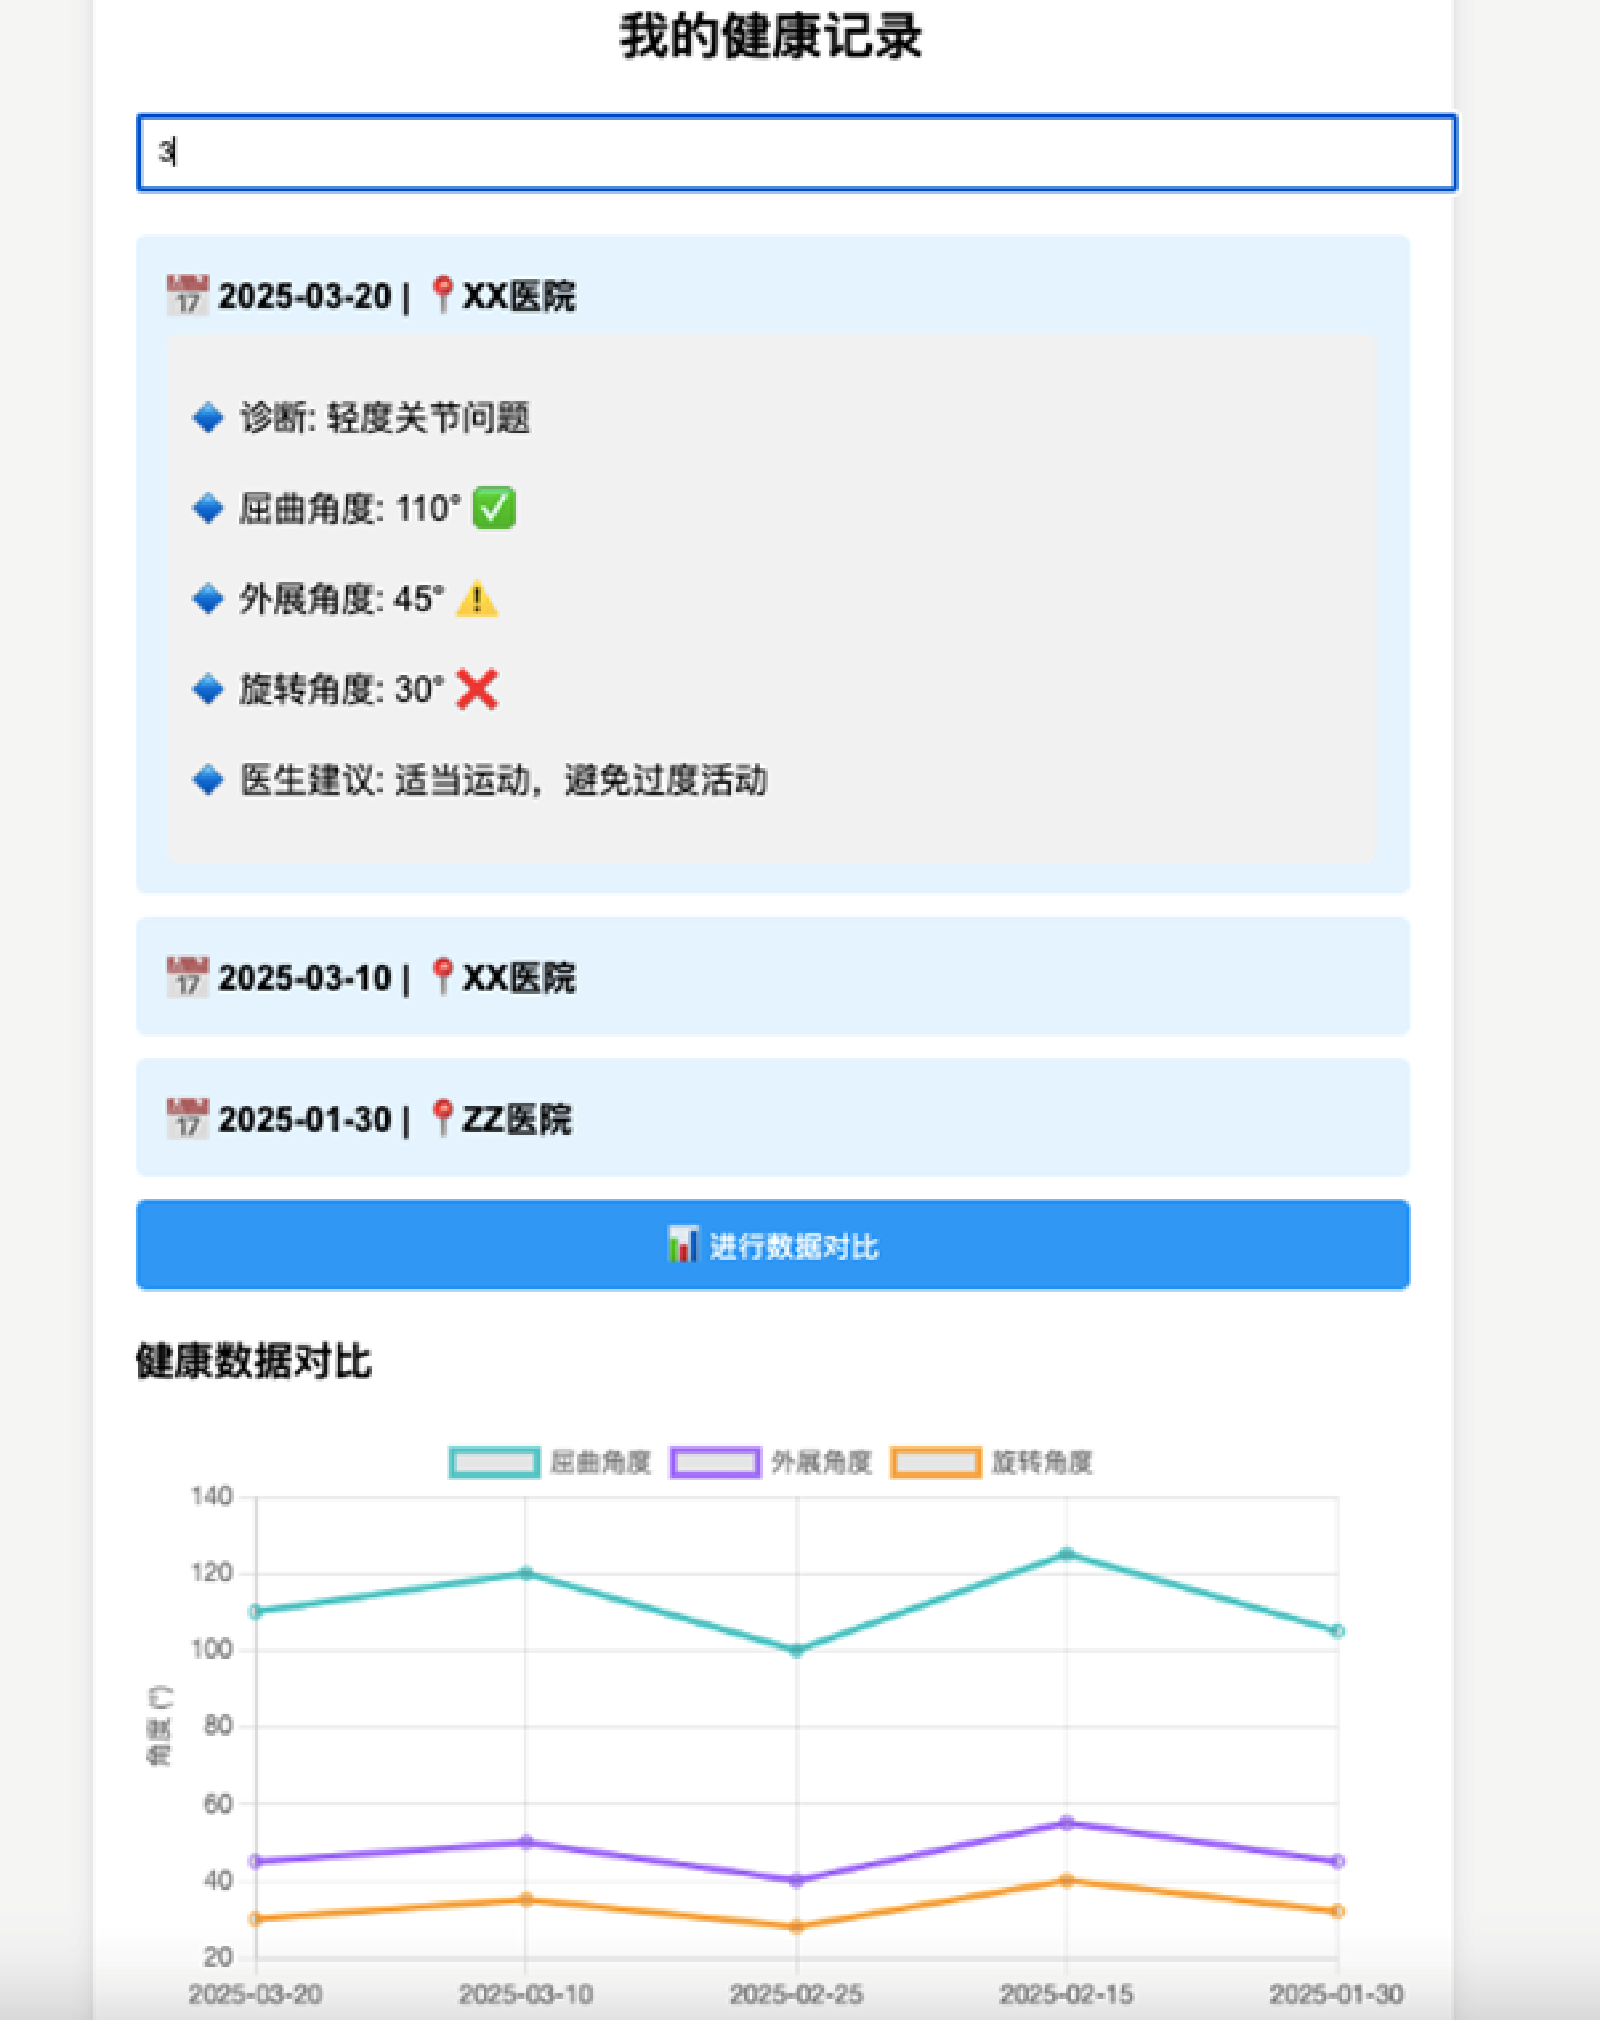 我的健康记录
3
2025-03-20 | XX医院
诊断: 轻度关节问题
屈曲角度: 110°
外展角度: 45°
旋转角度: 30°
医生建议: 适当运动，避免过度活动
2025-03-10 | XX医院
2025-01-30 | ZZ医院
进行数据对比
健康数据对比
屈曲角度 外展角度 旋转角度
140
120
100
80
60
40
20
角度 (°)
2025-03-20 2025-03-10 2025-02-25 2025-02-15 2025-01-30